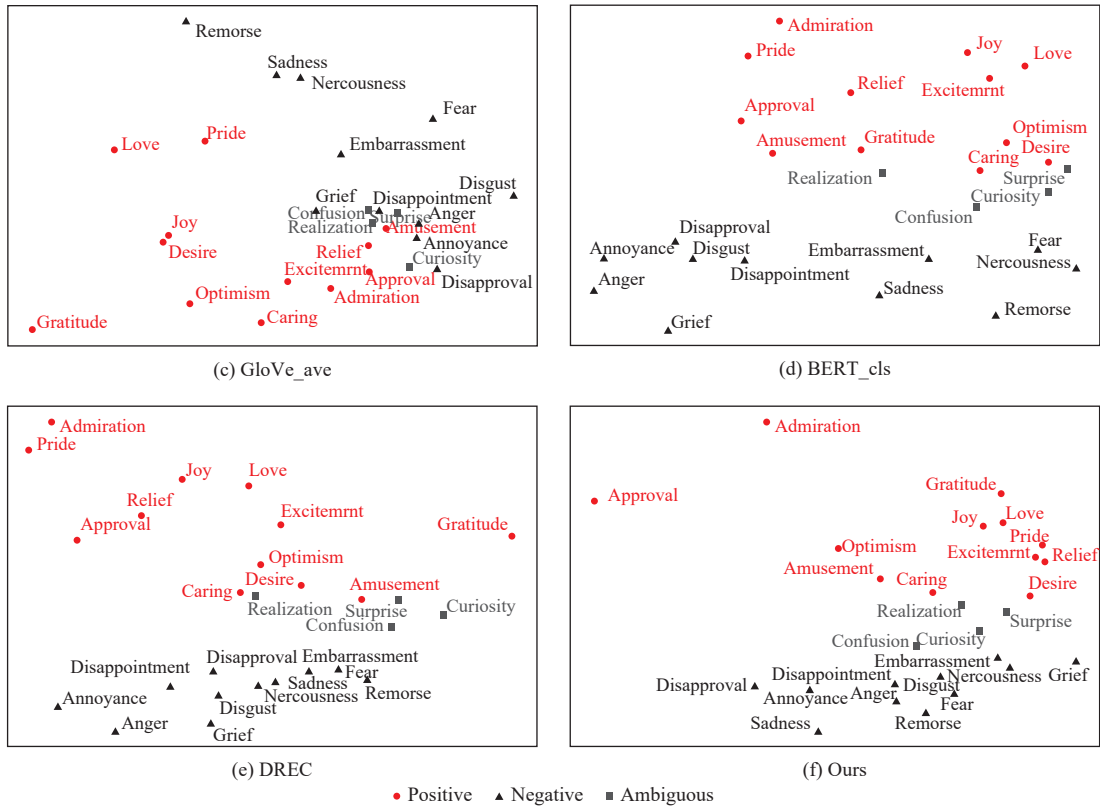 Remorse
Sadness
Nercousness
Fear
Love
Pride
Embarrassment
Disgust
Grief
Disappointment
Confusion
Surprise
Anger
Realization
Amusement
Joy
Desire
Relief
Annoyance
Curiosity
Excitemrnt
Approval
Disapproval
Optimism
Admiration
Gratitude
Caring
(c) GloVe_ave
Admiration
Pride
Joy
Love
Relief
Excitemrnt
Approval
Amusement
Gratitude
Optimism
Desire
Caring
Realization
Surprise
Curiosity
Confusion
Disapproval
Annoyance
Disgust
Disappointment
Embarrassment
Fear
Nercousness
Anger
Sadness
Grief
Remorse
(d) BERT_cls
Admiration
Pride
Joy
Love
Relief
Approval
Excitemrnt
Gratitude
Optimism
Desire
Caring
Amusement
Realization
Surprise
Curiosity
Confusion
Disappointment
Disapproval
Embarrassment
Fear
Sadness
Nercousness
Remorse
Annoyance
Disgust
Anger
Grief
(e) DREC
Admiration
Approval
Gratitude
Joy
Love
Pride
Optimism
Excitemrnt
Relief
Amusement
Caring
Desire
Realization
Surprise
Confusion
Curiosity
Embarrassment
Nercousness
Grief
Disappointment
Disapproval
Annoyance
Anger
Disgust
Fear
Sadness
Remorse
(f) Ours
Positive
Negative
Ambiguous